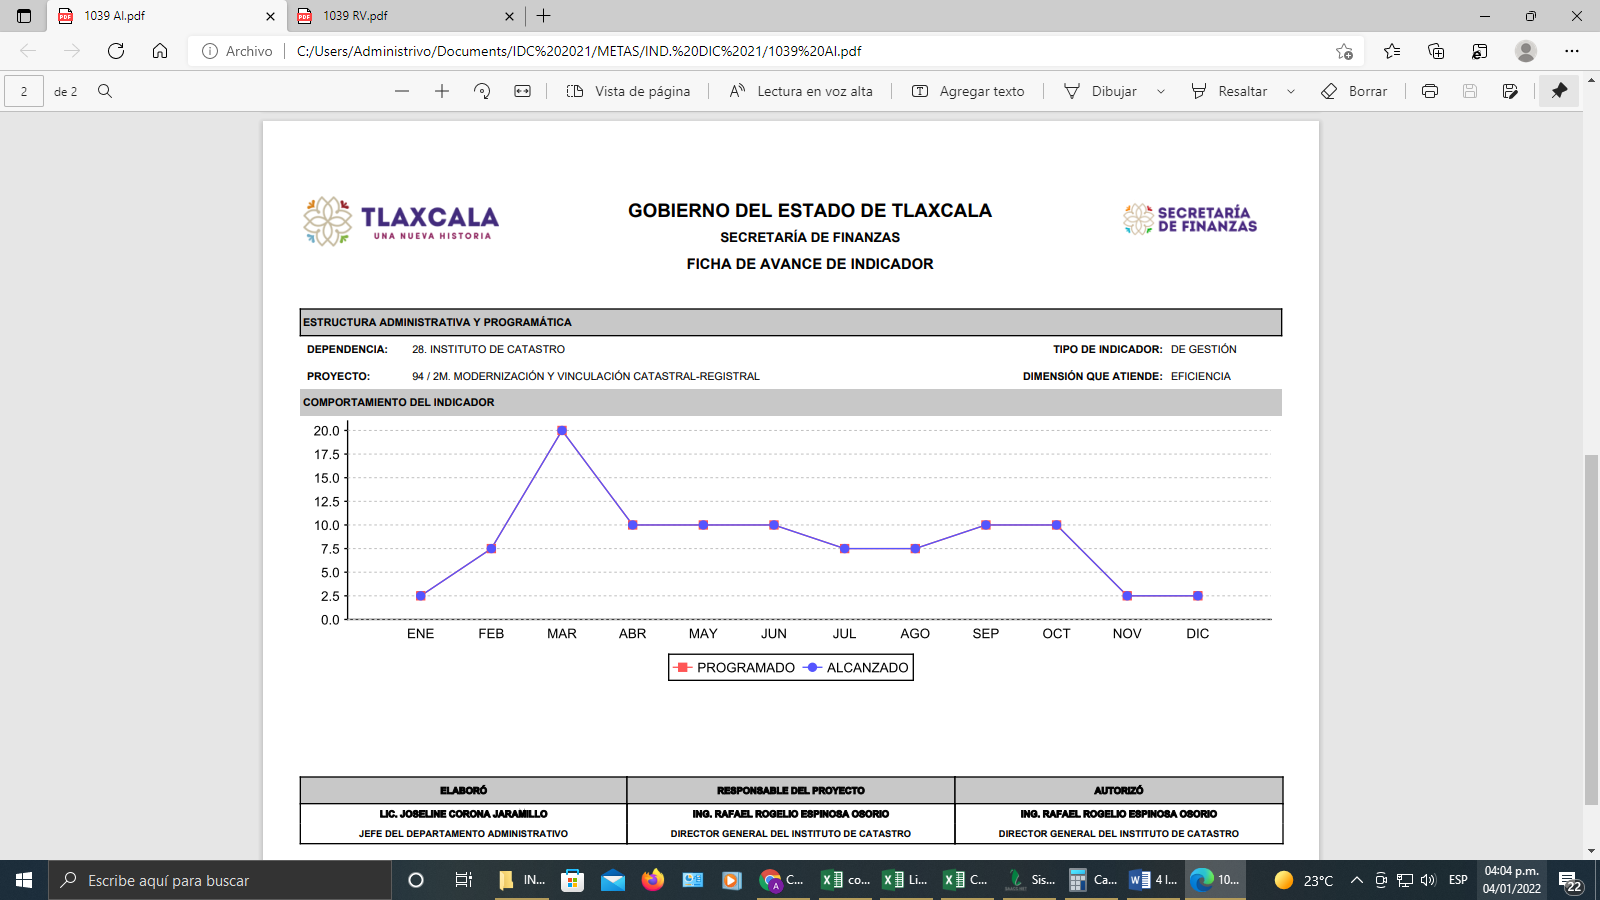 1039 AI.pdf
1039 RV.pdf
Archivo
C:/Users/Administrivo/Documents/IDC%202021/METAS/IND.%20DIC%2021/1039%20AI.pdf
2 de 2
Vista de página
Lectura en voz alta
Agregar texto
Dibujar
Resaltar
Borrar
TLAXCALA
UNA NUEVA HISTORIA
GOBIERNO DEL ESTADO DE TLAXCALA
SECRETARÍA DE FINANZAS
FICHA DE AVANCE DE INDICADOR
SECRETARÍA
DE FINANZAS
ESTRUCTURA ADMINISTRATIVA Y PROGRAMÁTICA
DEPENDENCIA: 28. INSTITUTO DE CATASTRO TIPO DE INDICADOR: DE GESTIÓN
PROYECTO: 94 / 2M. MODERNIZACIÓN Y VINCULACIÓN CATASTRAL-REGISTRAL DIMENSIÓN QUE ATIENDE: EFICIENCIA
COMPORTAMIENTO DEL INDICADOR
20.0
17.5
15.0
12.5
10.0
7.5
5.0
2.5
0.0
ENE FEB MAR ABR MAY JUN JUL AGO SEP OCT NOV DIC
PROGRAMADO ALCANZADO
ELABORÓ RESPONSABLE DEL PROYECTO AUTORIZÓ
LIC. JOSELINE CORONA JARAMILLO ING. RAFAEL ROGELIO ESPINOSA OSORIO ING. RAFAEL ROGELIO ESPINOSA OSORIO
JEFE DEL DEPARTAMENTO ADMINISTRATIVO DIRECTOR GENERAL DEL INSTITUTO DE CATASTRO DIRECTOR GENERAL DEL INSTITUTO DE CATASTRO
Escribe aquí para buscar
IN... C... co... Li... C... Sis... Ca... 4 I... 10...
23°C
ESP
04:04 p.m.
04/01/2022
22